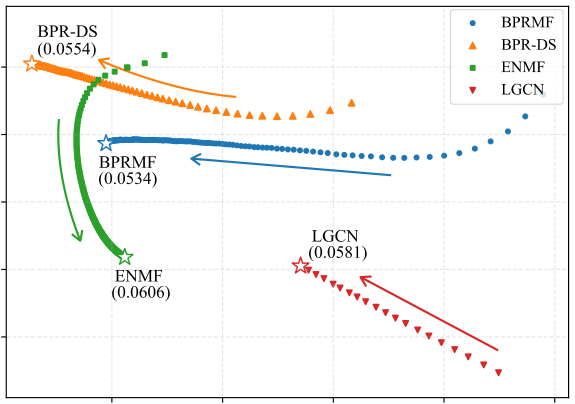 BPR-DS
(0.0554)
BPRMF
BPR-DS
ENMF
LGCN
BPRMF
(0.0534)
LGCN
(0.0581)
ENMF
(0.0606)